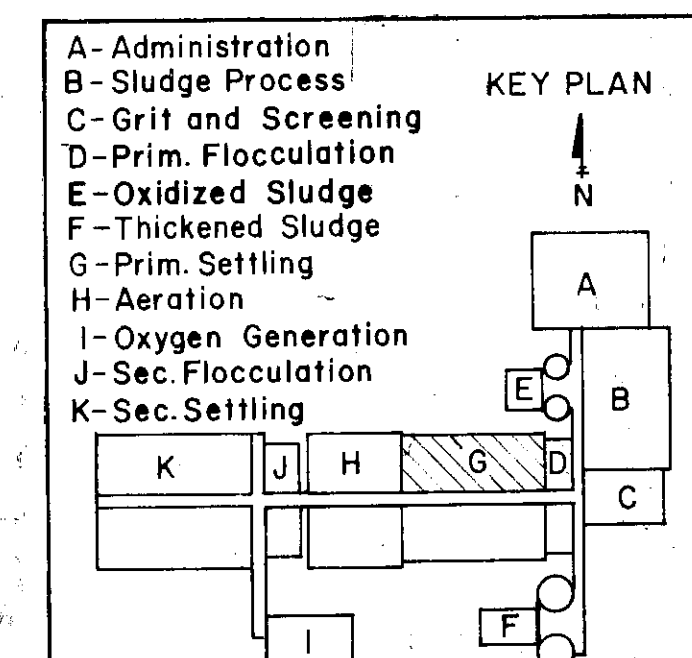 A-Administration
B-Sludge Process
C-Grit and Screening
D-Prim. Flocculation
E-Oxidized Sludge
F-Thickened Sludge
G-Prim. Settling
H-Aeration
I-Oxygen Generation
J-Sec. Flocculation
K-Sec. Settling
KEY PLAN
N
A
E
B
K
J
H
G
D
C
F
I